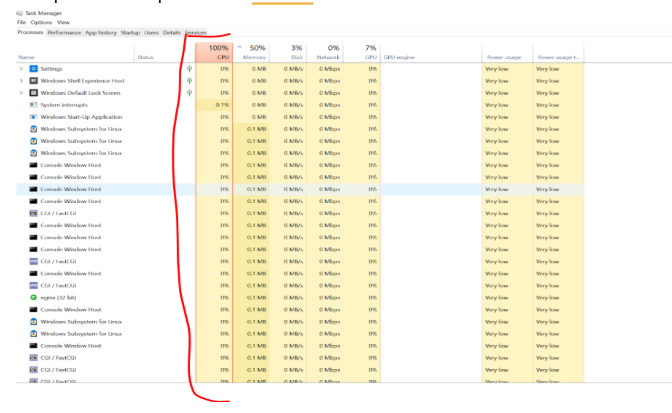 Task Manager
File Options View
Processes Performance App history Startup Users Details Services
100% 50% 3% 0% 7%
Name Status CPU Memory Disk Network GPU GPU engine Power usage Power usage t...
Settings 0% 0 MB 0 MB/s 0 Mbps 0% Very low Very low
Windows Shell Experience Host 0% 0 MB 0 MB/s 0 Mbps 0% Very low Very low
Windows Default Lock Screen 0% 0 MB 0 MB/s 0 Mbps 0% Very low Very low
System interrupts 0.1% 0 MB 0 MB/s 0 Mbps 0% Very low Very low
Windows Start-Up Application 0% 0 MB 0 MB/s 0 Mbps 0% Very low Very low
Windows Subsystem for Linux 0% 0.1 MB 0 MB/s 0 Mbps 0% Very low Very low
Windows Subsystem for Linux 0% 0.1 MB 0 MB/s 0 Mbps 0% Very low Very low
Windows Subsystem for Linux 0% 0.1 MB 0 MB/s 0 Mbps 0% Very low Very low
Console Window Host 0% 0.1 MB 0 MB/s 0 Mbps 0% Very low Very low
Console Window Host 0% 0.1 MB 0 MB/s 0 Mbps 0% Very low Very low
Console Window Host 0% 0.1 MB 0 MB/s 0 Mbps 0% Very low Very low
Console Window Host 0% 0.1 MB 0 MB/s 0 Mbps 0% Very low Very low
CGI / FastCGI 0% 0.1 MB 0 MB/s 0 Mbps 0% Very low Very low
Console Window Host 0% 0.1 MB 0 MB/s 0 Mbps 0% Very low Very low
Console Window Host 0% 0.1 MB 0 MB/s 0 Mbps 0% Very low Very low
Console Window Host 0% 0.1 MB 0 MB/s 0 Mbps 0% Very low Very low
CGI / FastCGI 0% 0.1 MB 0 MB/s 0 Mbps 0% Very low Very low
Console Window Host 0% 0.1 MB 0 MB/s 0 Mbps 0% Very low Very low
CGI / FastCGI 0% 0.1 MB 0 MB/s 0 Mbps 0% Very low Very low
nginx (32 bit) 0% 0.1 MB 0 MB/s 0 Mbps 0% Very low Very low
Console Window Host 0% 0.1 MB 0 MB/s 0 Mbps 0% Very low Very low
Windows Subsystem for Linux 0% 0.1 MB 0 MB/s 0 Mbps 0% Very low Very low
Windows Subsystem for Linux 0% 0.1 MB 0 MB/s 0 Mbps 0% Very low Very low
Console Window Host 0% 0.1 MB 0 MB/s 0 Mbps 0% Very low Very low
CGI / FastCGI 0% 0.1 MB 0 MB/s 0 Mbps 0% Very low Very low
CGI / FastCGI 0% 0.1 MB 0 MB/s 0 Mbps 0% Very low Very low
CGI / FastCGI 0% 0.1 MB 0 MB/s 0 Mbps 0% Very low Very low